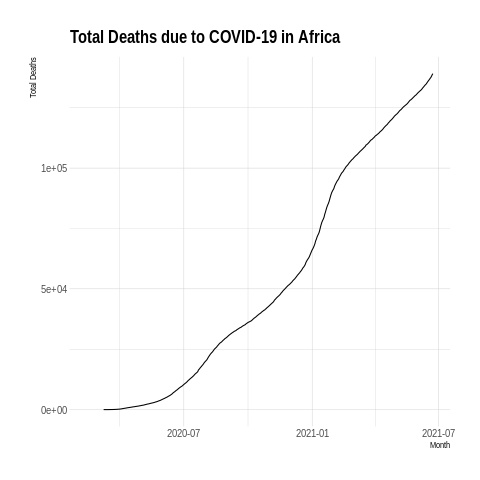 Total Deaths due to COVID-19 in Africa
Total Deaths
1e+05
5e+04
0e+00
2020-07
2021-01
2021-07
Month